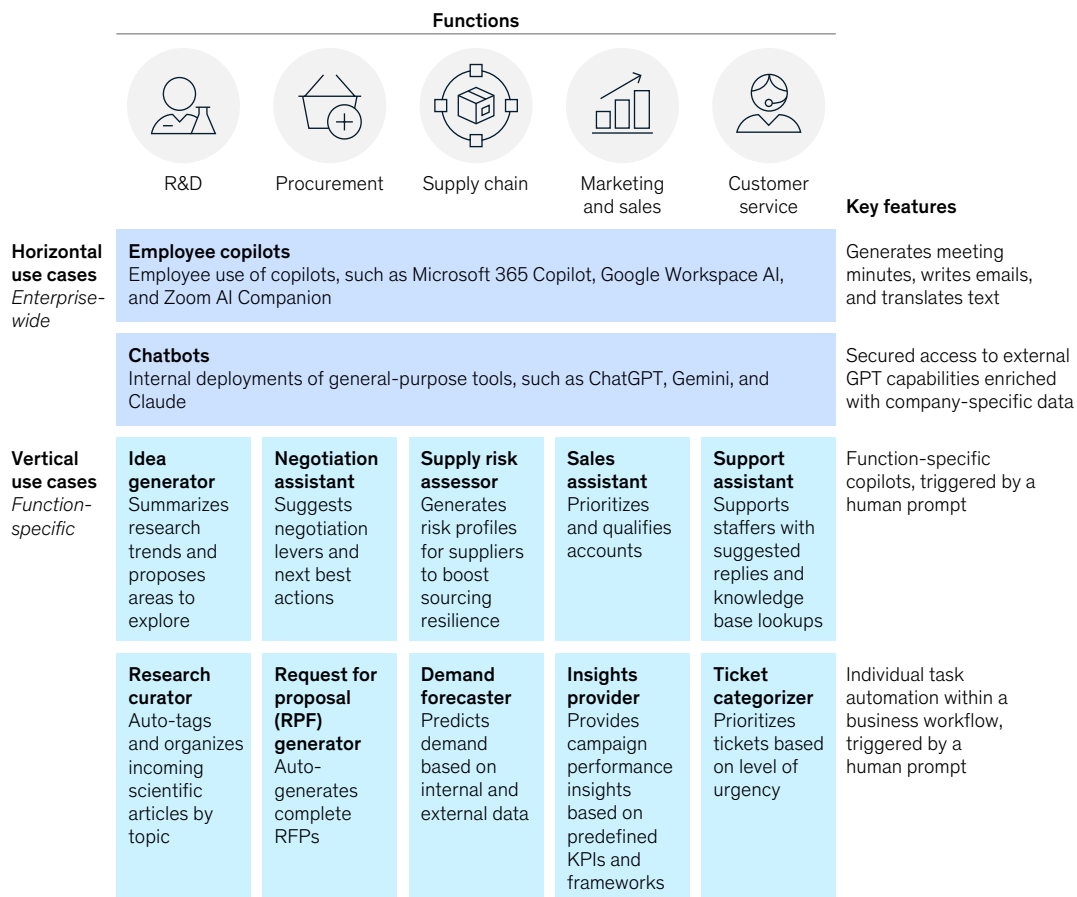 Functions
R&D
Procurement
Supply chain
Marketing
and sales
Customer
service
Key features
Horizontal
use cases
Enterprise-
wide
Employee copilots
Employee use of copilots, such as Microsoft 365 Copilot, Google Workspace AI,
and Zoom AI Companion
Generates meeting
minutes, writes emails,
and translates text
Chatbots
Internal deployments of general-purpose tools, such as ChatGPT, Gemini, and
Claude
Secured access to external
GPT capabilities enriched
with company-specific data
Vertical
use cases
Function-
specific
Idea
generator
Summarizes
research
trends and
proposes
areas to
explore
Negotiation
assistant
Suggests
negotiation
levers and
next best
actions
Supply risk
assessor
Generates
risk profiles
for suppliers
to boost
sourcing
resilience
Sales
assistant
Prioritizes
and qualifies
accounts
Support
assistant
Supports
staffers with
suggested
replies and
knowledge
base lookups
Function-specific
copilots, triggered by a
human prompt
Research
curator
Auto-tags
and organizes
incoming
scientific
articles by
topic
Request for
proposal
(RPF)
generator
Auto-
generates
complete
RFPs
Demand
forecaster
Predicts
demand
based on
internal and
external data
Insights
provider
Provides
campaign
performance
insights
based on
predefined
KPIs and
frameworks
Ticket
categorizer
Prioritizes
tickets based
on level of
urgency
Individual task
automation within a
business workflow,
triggered by a
human prompt